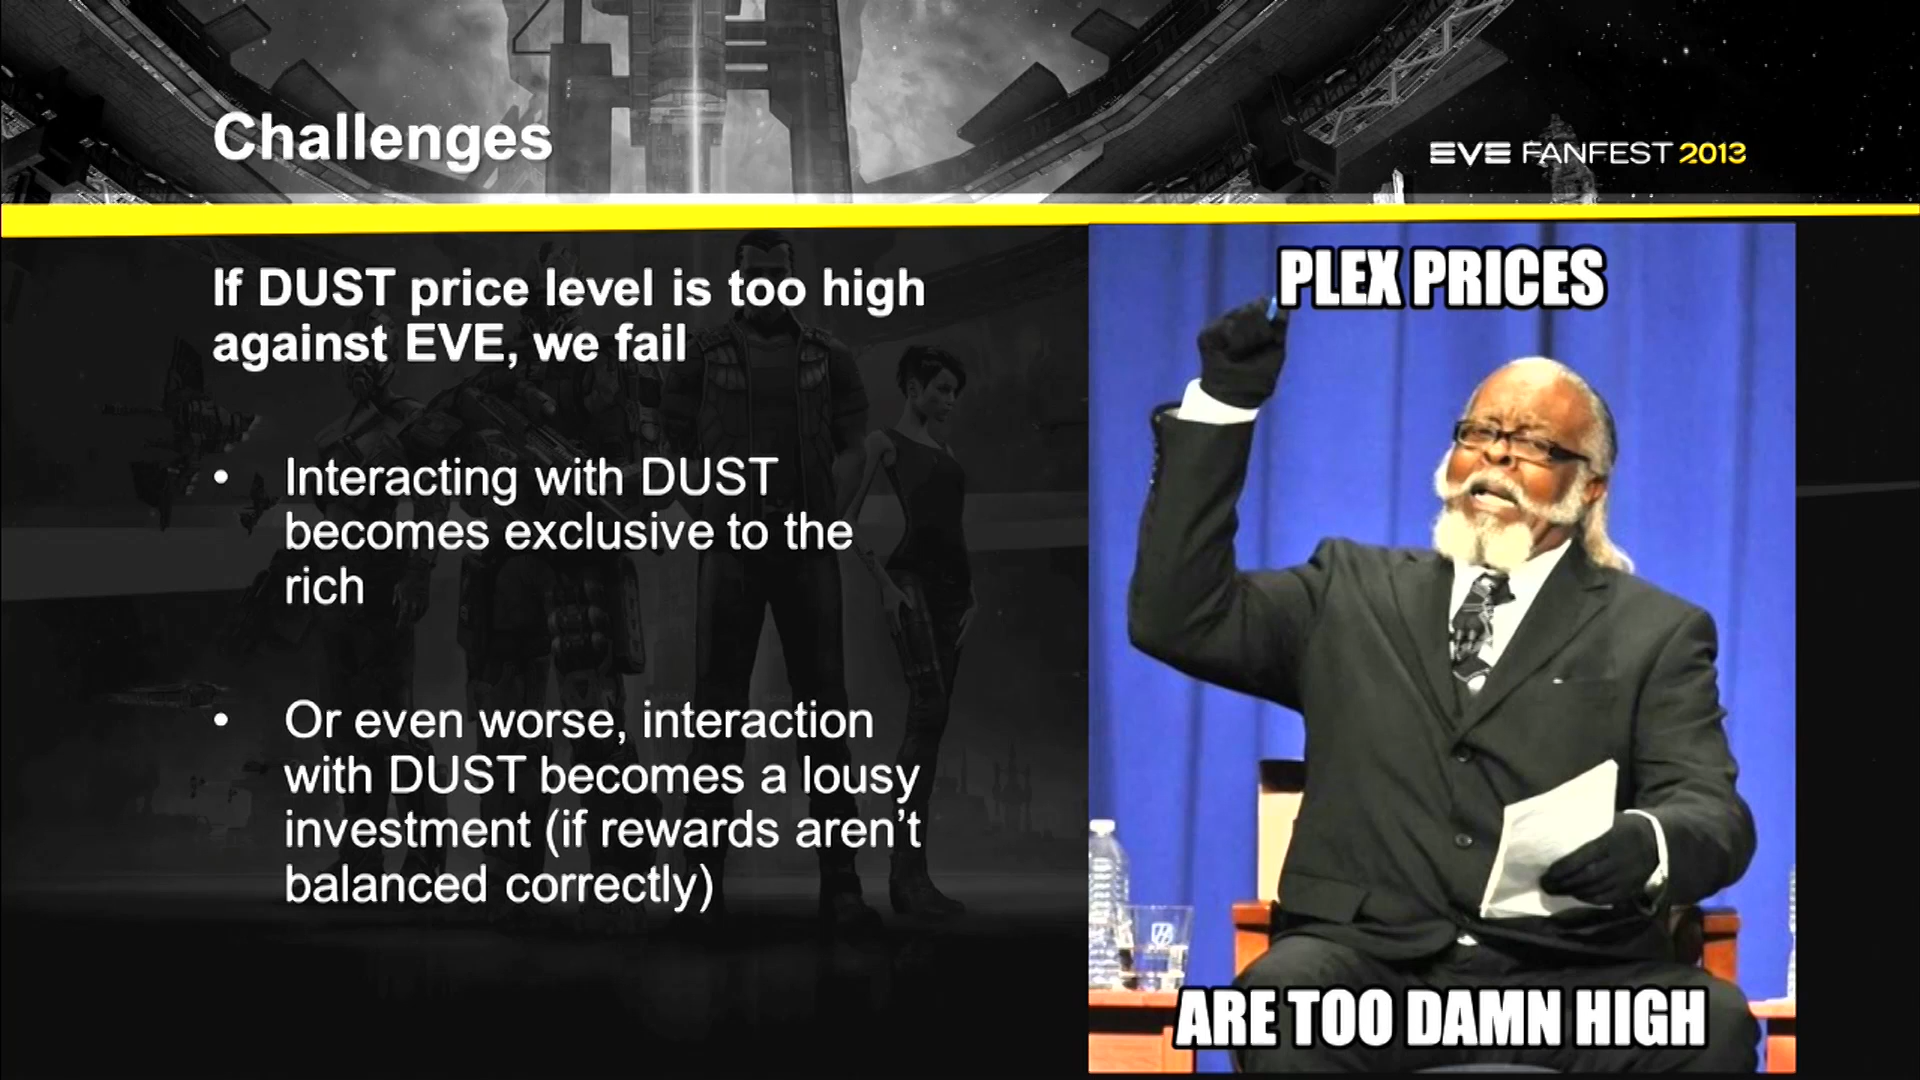 Challenges
EVE FANFEST 2013
If DUST price level is too high
against EVE, we fail
• Interacting with DUST
becomes exclusive to the
rich
• Or even worse, interaction
with DUST becomes a lousy
investment (if rewards aren’t
balanced correctly)
PLEX PRICES
ARE TOO DAMN HIGH